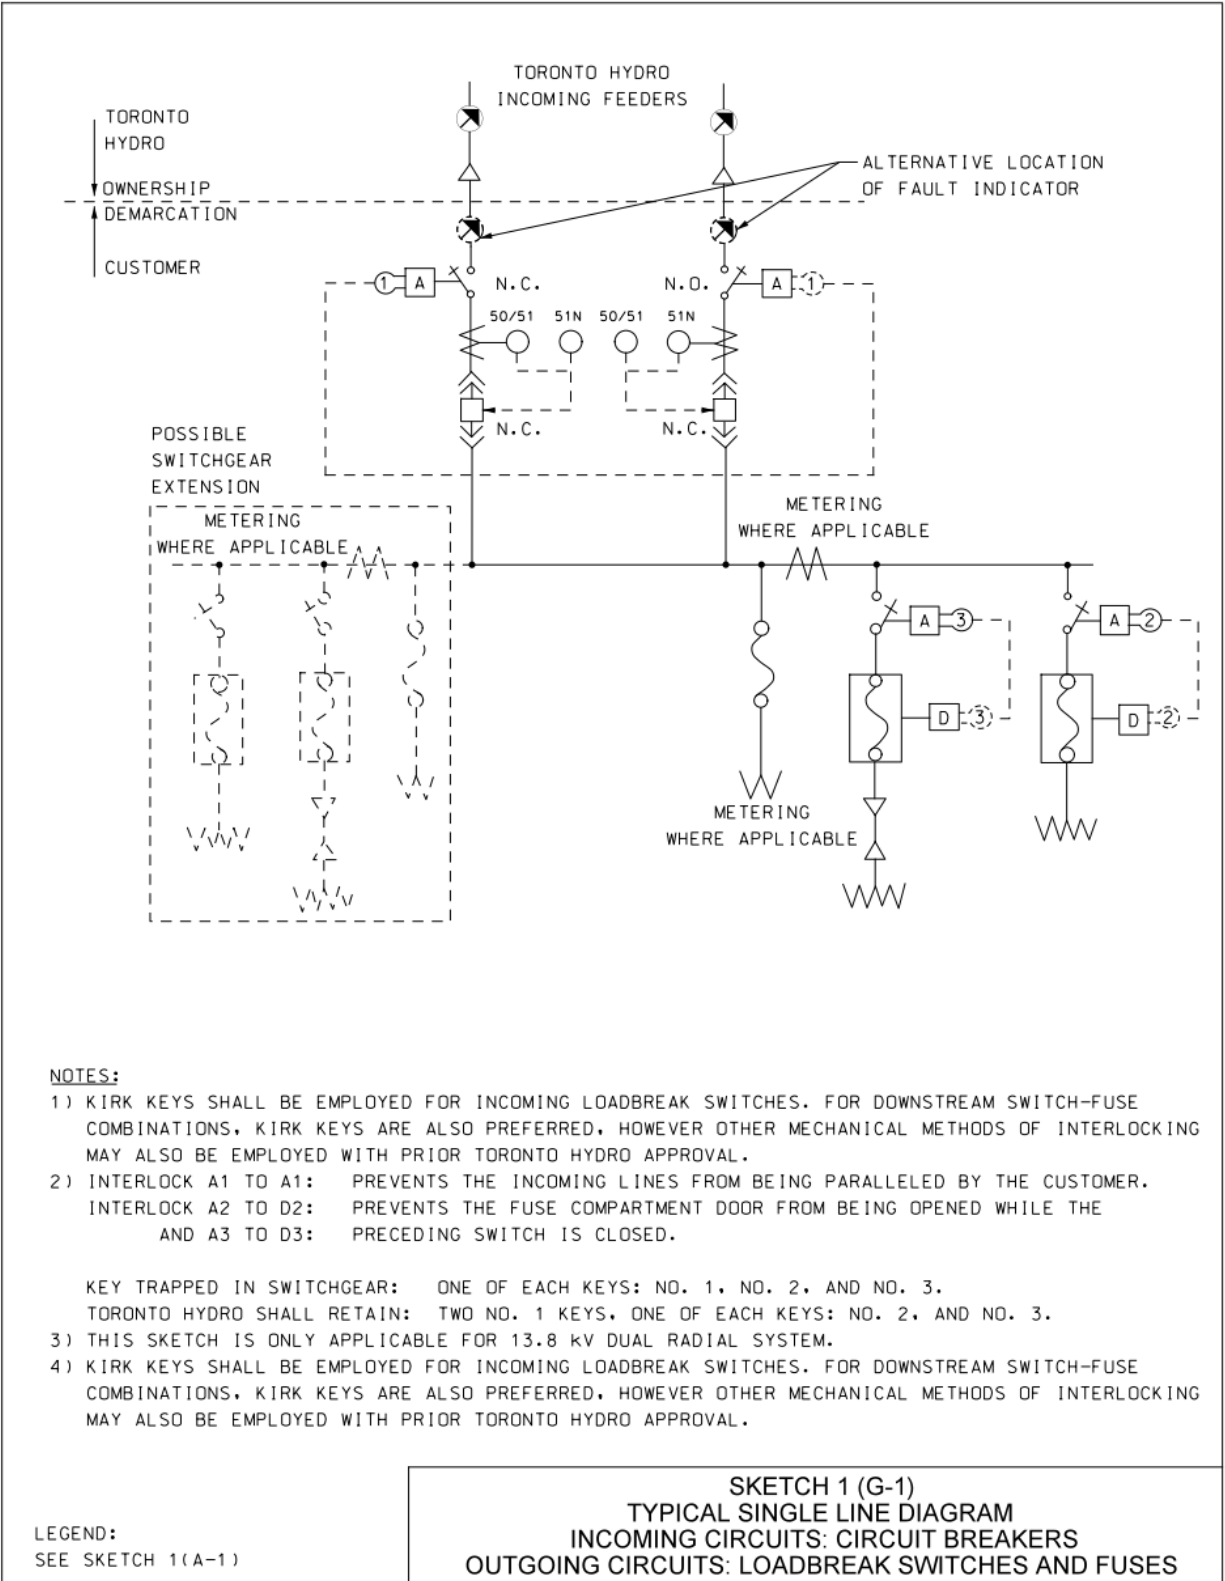 TORONTO HYDRO
INCOMING FEEDERS
TORONTO
HYDRO
OWNERSHIP
DEMARCATION
CUSTOMER
ALTERNATIVE LOCATION
OF FAULT INDICATOR
1 A N.C. N.O. A 1
50/51 51N 50/51 51N
N.C. N.C.
POSSIBLE
SWITCHGEAR
EXTENSION
METERING
WHERE APPLICABLE
METERING
WHERE APPLICABLE
A 3 A 2
D 3 D 2
METERING
WHERE APPLICABLE
NOTES:
1) KIRK KEYS SHALL BE EMPLOYED FOR INCOMING LOADBREAK SWITCHES. FOR DOWNSTREAM SWITCH-FUSE
COMBINATIONS, KIRK KEYS ARE ALSO PREFERRED, HOWEVER OTHER MECHANICAL METHODS OF INTERLOCKING
MAY ALSO BE EMPLOYED WITH PRIOR TORONTO HYDRO APPROVAL.
2) INTERLOCK A1 TO A1: PREVENTS THE INCOMING LINES FROM BEING PARALLELED BY THE CUSTOMER.
INTERLOCK A2 TO D2: PREVENTS THE FUSE COMPARTMENT DOOR FROM BEING OPENED WHILE THE
AND A3 TO D3: PRECEDING SWITCH IS CLOSED.
KEY TRAPPED IN SWITCHGEAR: ONE OF EACH KEYS: NO. 1, NO. 2, AND NO. 3.
TORONTO HYDRO SHALL RETAIN: TWO NO. 1 KEYS, ONE OF EACH KEYS: NO. 2, AND NO. 3.
3) THIS SKETCH IS ONLY APPLICABLE FOR 13.8 kV DUAL RADIAL SYSTEM.
4) KIRK KEYS SHALL BE EMPLOYED FOR INCOMING LOADBREAK SWITCHES. FOR DOWNSTREAM SWITCH-FUSE
COMBINATIONS, KIRK KEYS ARE ALSO PREFERRED, HOWEVER OTHER MECHANICAL METHODS OF INTERLOCKING
MAY ALSO BE EMPLOYED WITH PRIOR TORONTO HYDRO APPROVAL.
LEGEND:
SEE SKETCH 1(A-1)
SKETCH 1 (G-1)
TYPICAL SINGLE LINE DIAGRAM
INCOMING CIRCUITS: CIRCUIT BREAKERS
OUTGOING CIRCUITS: LOADBREAK SWITCHES AND FUSES